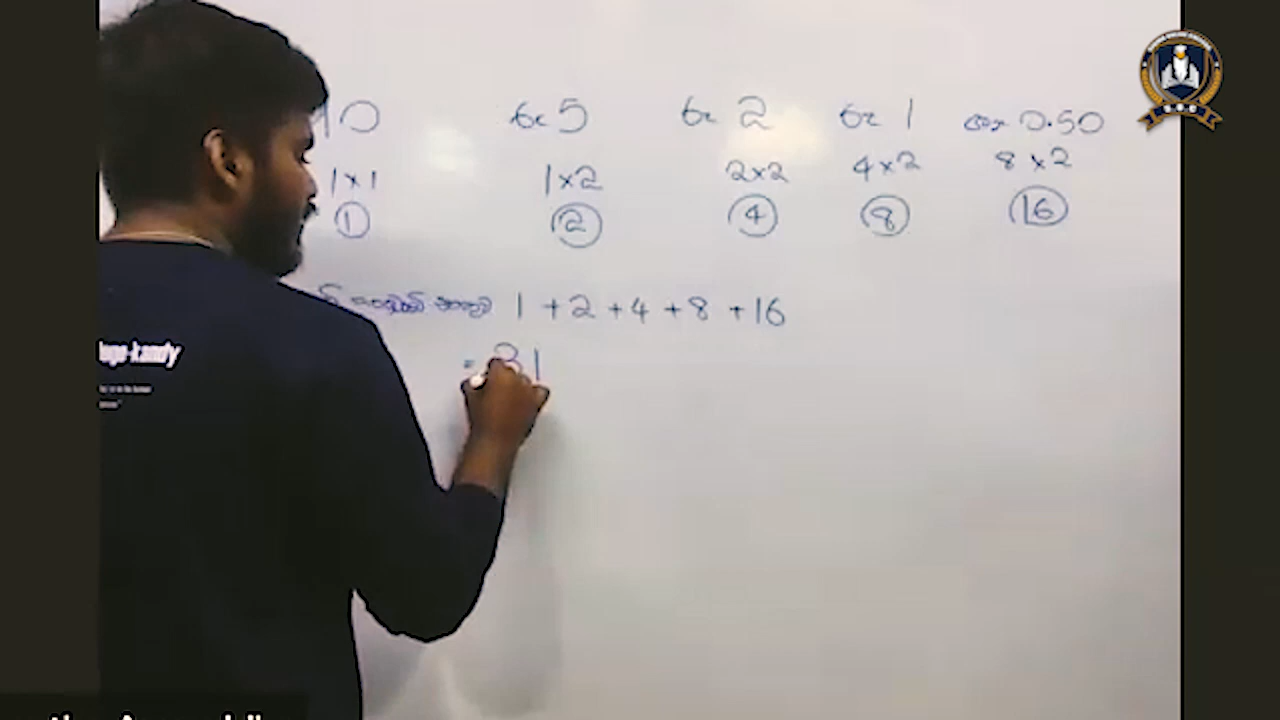 10 රු 5 රු 2 රු 1 0.50
1×1 1×2 2×2 4×2 8×2
1 2 4 8 16
1 + 2 + 4 + 8 + 16
= 31